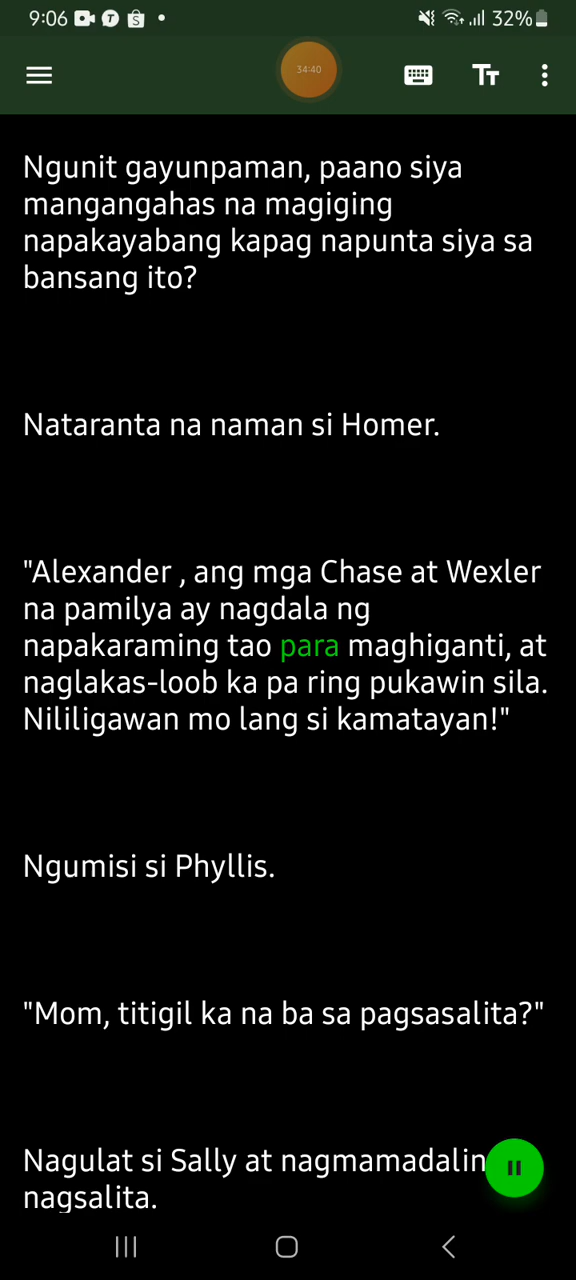 9:06
32%
34:40
Ngunit gayunpaman, paano siya
mangangahas na magiging
napakayabang kapag napunta siya sa
bansang ito?
Nataranta na naman si Homer.
"Alexander , ang mga Chase at Wexler
na pamilya ay nagdala ng
napakaraming tao para maghiganti, at
naglakas-loob ka pa ring pukawin sila.
Nililigawan mo lang si kamatayan!"
Ngumisi si Phyllis.
"Mom, titigil ka na ba sa pagsasalita?"
Nagulat si Sally at nagmamadalin
nagsalita.